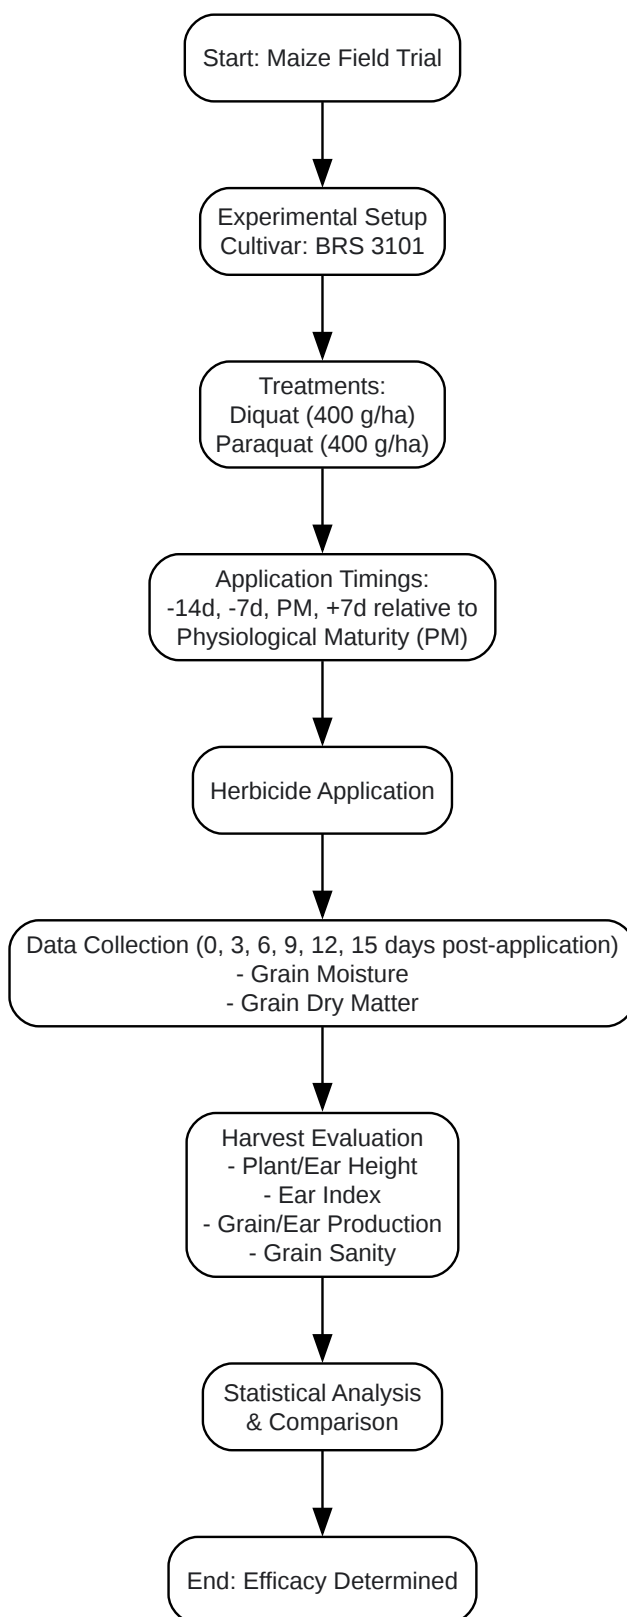 Start: Maize Field Trial
Experimental Setup
Cultivar: BRS 3101
Treatments:
Diquat (400 g/ha)
Paraquat (400 g/ha)
Application Timings:
-14d, -7d, PM, +7d relative to
Physiological Maturity (PM)
Herbicide Application
Data Collection (0, 3, 6, 9, 12, 15 days post-application)
- Grain Moisture
- Grain Dry Matter
Harvest Evaluation
- Plant/Ear Height
- Ear Index
- Grain/Ear Production
- Grain Sanity
Statistical Analysis
& Comparison
End: Efficacy Determined